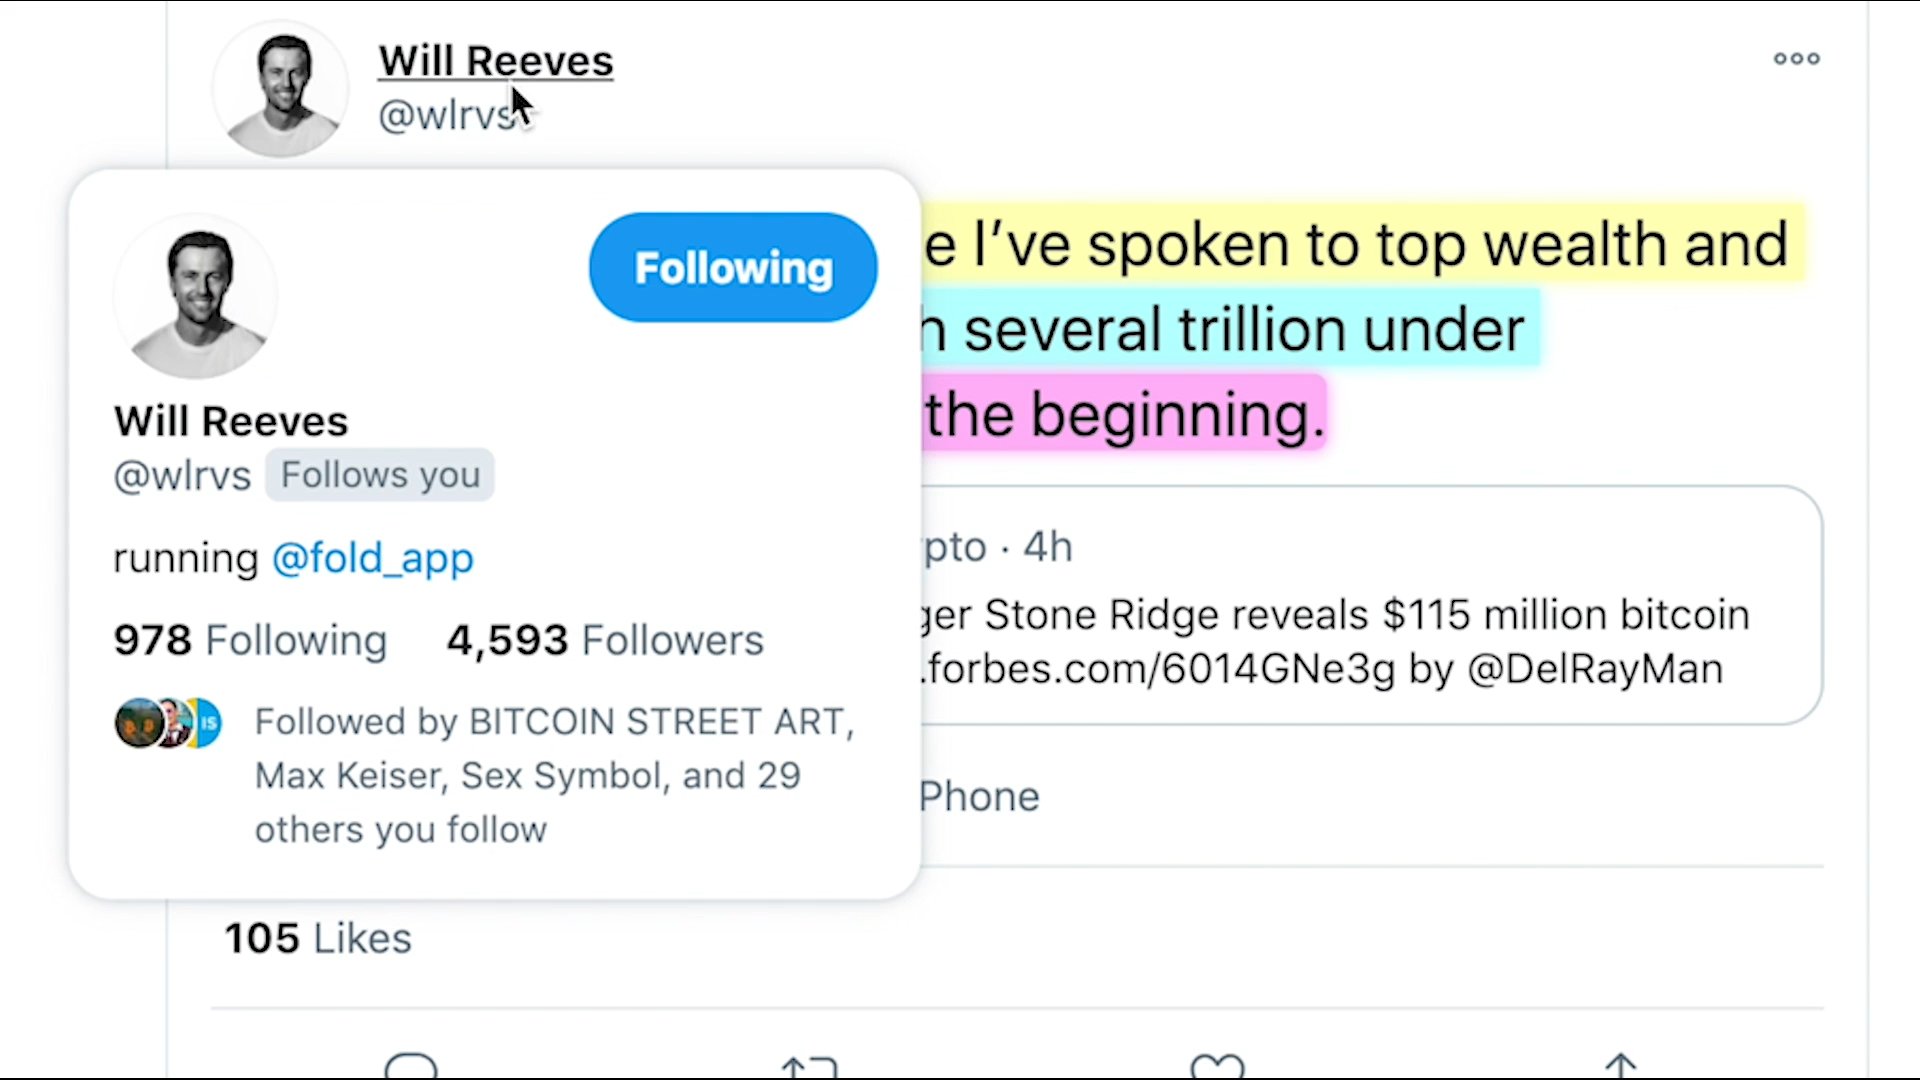 Will Reeves
@wlrvs
Following
Will Reeves
@wlrvs Follows you
running @fold_app
978 Following 4,593 Followers
Followed by BITCOIN STREET ART,
Max Keiser, Sex Symbol, and 29
others you follow
e I've spoken to top wealth and
h several trillion under
the beginning.
pto · 4h
ger Stone Ridge reveals $115 million bitcoin
.forbes.com/6014GNe3g by @DelRayMan
Phone
105 Likes